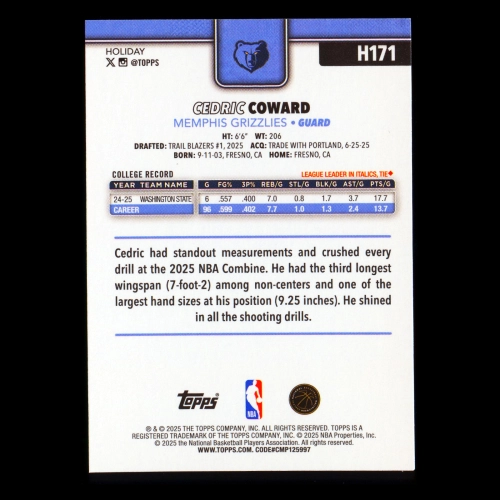 HOLIDAY
@TOPPS
H171
CEDRIC COWARD
MEMPHIS GRIZZLIES • GUARD
HT: 6'6" WT: 206
DRAFTED: TRAIL BLAZERS #1, 2025 ACQ: TRADE WITH PORTLAND, 6-25-25
BORN: 9-11-03, FRESNO, CA HOME: FRESNO, CA
COLLEGE RECORD LEAGUE LEADER IN ITALICS, TIE♦
YEAR TEAM NAME G FG% 3P% REB/G STL/G BLK/G AST/G PTS/G
24-25 WASHINGTON STATE 6 .557 .400 7.0 0.8 1.7 3.7 17.7
CAREER 96 .599 .402 7.7 1.0 1.3 2.4 13.7
Cedric had standout measurements and crushed every
drill at the 2025 NBA Combine. He had the third longest
wingspan (7-foot-2) among non-centers and one of the
largest hand sizes at his position (9.25 inches). He shined
in all the shooting drills.
Topps
NBA
® & © 2025 THE TOPPS COMPANY, INC. ALL RIGHTS RESERVED. TOPPS IS A
REGISTERED TRADEMARK OF THE TOPPS COMPANY, INC. © 2025 NBA Properties, Inc.
© 2025 the National Basketball Players Association. All rights reserved.
WWW.TOPPS.COM. CODE#CMP125997